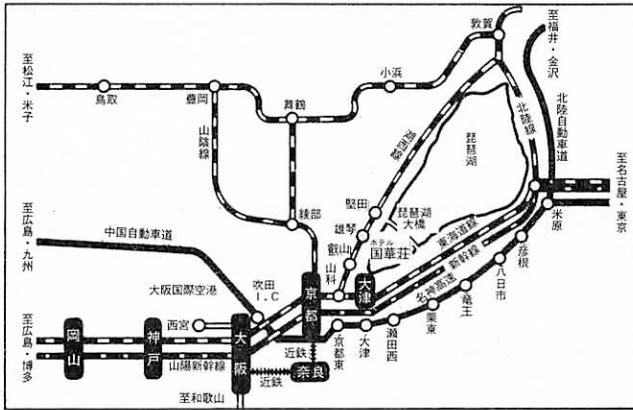 敦賀
至福井・金沢
至松江・米子
鳥取
豊岡
舞鶴
小浜
北陸線
北陸自動車道
山陰線
湖西線
琵琶湖
至名古屋・東京
綾部
堅田
琵琶湖
大橋
雄琴
叡山
ホテル
国華荘
東海道線
新幹線
米原
至広島・九州
中国自動車道
山科
名神高速
彦根
八日市
竜王
栗東
瀬田西
大津
京都東
大阪国際空港
吹田
I.C
京都
大津
西宮
至広島・博多
岡山
神戸
大阪
山陽新幹線
近鉄
近鉄
奈良
至和歌山